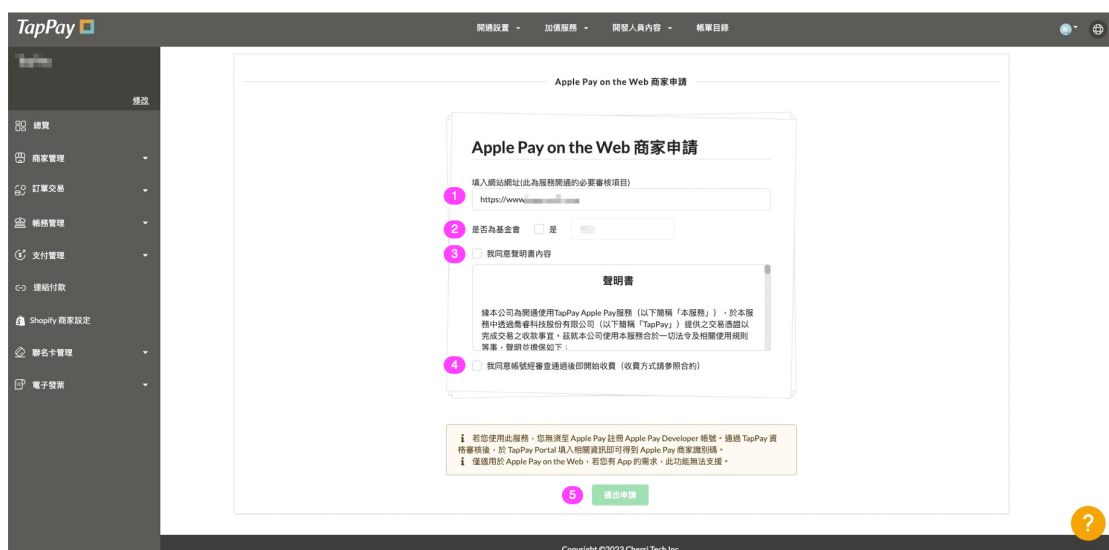 TapPay
開通設置
加值服務
開發人員內容
帳單目錄
修改
總覽
商家管理
訂單交易
帳務管理
支付管理
連結付款
Shopify 商家設定
聯名卡管理
電子發票
Apple Pay on the Web 商家申請
Apple Pay on the Web 商家申請
填入網站網址(此為服務開通的必要審核項目)
1
https://www.
2 是否為基金會 是
3 我同意聲明書內容
聲明書
緣本公司為開通使用TapPay Apple Pay服務（以下簡稱「本服務」），於本服
務中透過喬睿科技股份有限公司（以下簡稱「TapPay」）提供之交易憑證以
完成交易之收款事宜。茲就本公司使用本服務合於一切法令及相關使用規則
等事，聲明並擔保如下：
4 我同意帳號經審查通過後即開始收費（收費方式請參照合約）
i 若您使用此服務，您無須至 Apple Pay 註冊 Apple Pay Developer 帳號。通過 TapPay 資
格審核後，於 TapPay Portal 填入相關資訊即可得到 Apple Pay 商家識別碼。
i 僅適用於 Apple Pay on the Web，若您有 App 的需求，此功能無法支援。
5 送出申請
?
Copyright ©2023 Cherri Tech Inc.